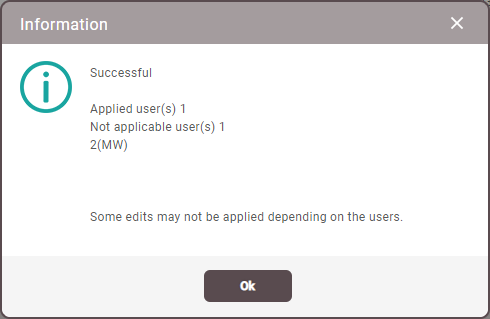 Information
Successful
Applied user(s) 1
Not applicable user(s) 1
2(MW)
Some edits may not be applied depending on the users.
Ok